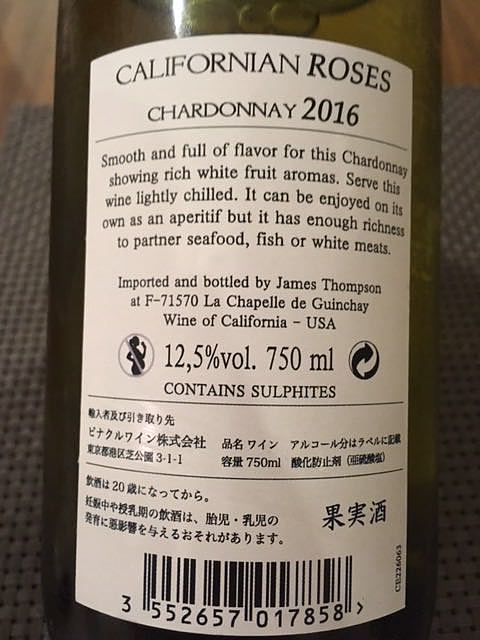 CALIFORNIAN ROSES
CHARDONNAY 2016
Smooth and full of flavor for this Chardonnay
showing rich white fruit aromas. Serve this
wine lightly chilled. It can be enjoyed on its
own as an aperitif but it has enough richness
to partner seafood, fish or white meats.
Imported and bottled by James Thompson
at F-71570 La Chapelle de Guinchay
Wine of California - USA
12,5%vol. 750 ml
CONTAINS SULPHITES
輸入者及び引き取り先
ピナクルワイン株式会社 品名 ワイン アルコール分はラベルに記載
東京都港区芝公園 3-1-1 容量 750ml 酸化防止剤（亜硫酸塩）
飲酒は 20 歳になってから。
妊娠中や授乳期の飲酒は、胎児・乳児の
発育に悪影響を与えるおそれがあります。
果実酒
CE226063
3 552657 017858 >